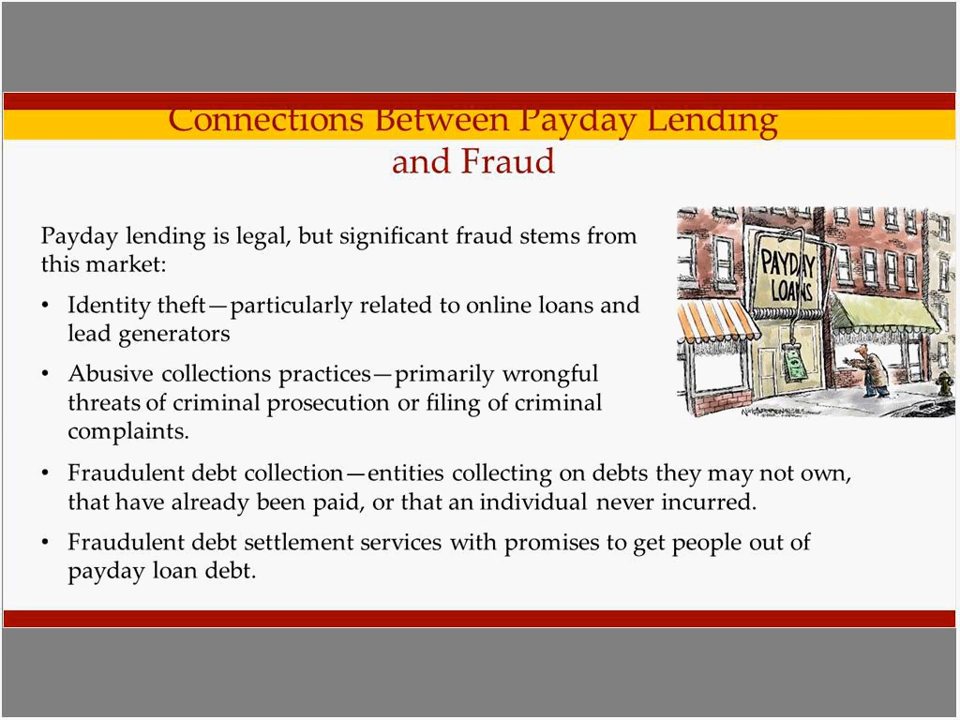 Connections Between Payday Lending
and Fraud
Payday lending is legal, but significant fraud stems from
this market:
• Identity theft—particularly related to online loans and
lead generators
• Abusive collections practices—primarily wrongful
threats of criminal prosecution or filing of criminal
complaints.
• Fraudulent debt collection—entities collecting on debts they may not own,
that have already been paid, or that an individual never incurred.
• Fraudulent debt settlement services with promises to get people out of
payday loan debt.
PAYDAY
LOANS